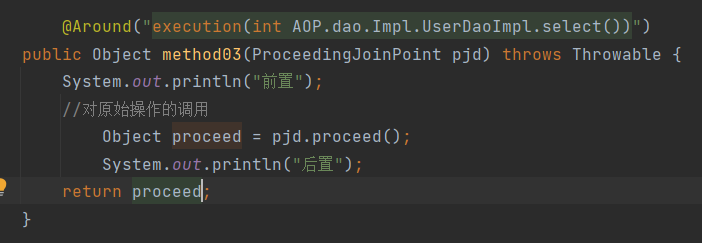 @Around("execution(int AOP.dao.Impl.UserDaoImpl.select())")
public Object method03(ProceedingJoinPoint pjd) throws Throwable {
System.out.println("前置");
//对原始操作的调用
Object proceed = pjd.proceed();
System.out.println("后置");
return proceed;
}